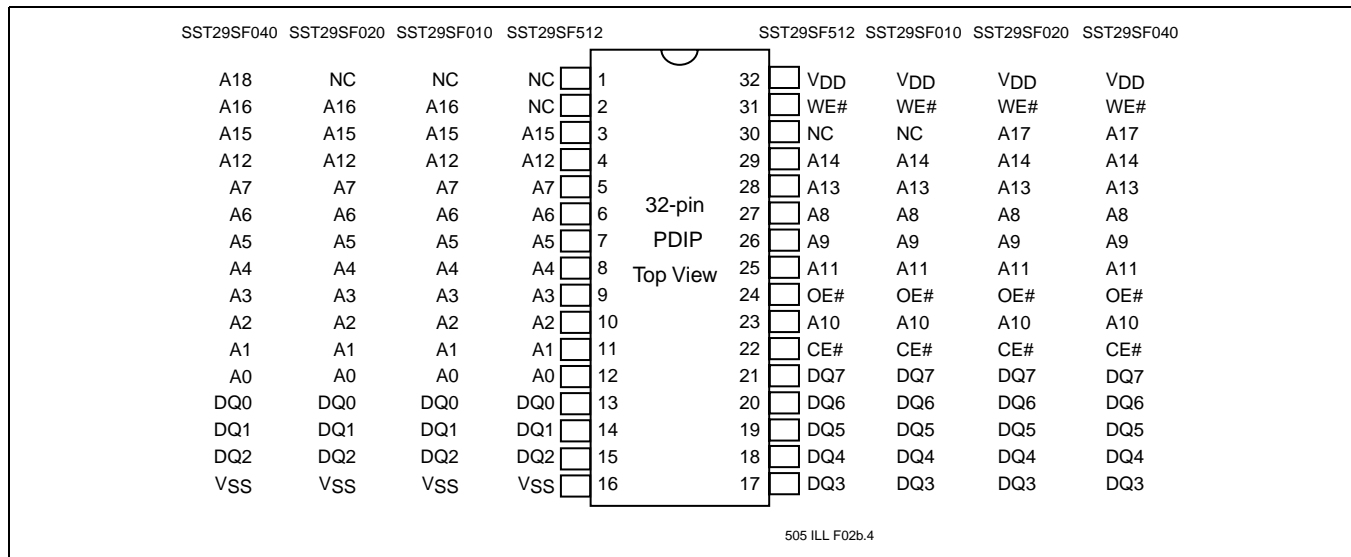 SST29SF040 SST29SF020 SST29SF010 SST29SF512 SST29SF512 SST29SF010 SST29SF020 SST29SF040
A18 NC NC NC 1 32 VDD VDD VDD VDD
A16 A16 A16 NC 2 31 WE# WE# WE# WE#
A15 A15 A15 A15 3 30 NC NC A17 A17
A12 A12 A12 A12 4 29 A14 A14 A14 A14
A7 A7 A7 A7 5 28 A13 A13 A13 A13
A6 A6 A6 A6 6 32-pin 27 A8 A8 A8 A8
A5 A5 A5 A5 7 PDIP 26 A9 A9 A9 A9
A4 A4 A4 A4 8 Top View 25 A11 A11 A11 A11
A3 A3 A3 A3 9 24 OE# OE# OE# OE#
A2 A2 A2 A2 10 23 A10 A10 A10 A10
A1 A1 A1 A1 11 22 CE# CE# CE# CE#
A0 A0 A0 A0 12 21 DQ7 DQ7 DQ7 DQ7
DQ0 DQ0 DQ0 DQ0 13 20 DQ6 DQ6 DQ6 DQ6
DQ1 DQ1 DQ1 DQ1 14 19 DQ5 DQ5 DQ5 DQ5
DQ2 DQ2 DQ2 DQ2 15 18 DQ4 DQ4 DQ4 DQ4
VSS VSS VSS VSS 16 17 DQ3 DQ3 DQ3 DQ3
505 ILL F02b.4